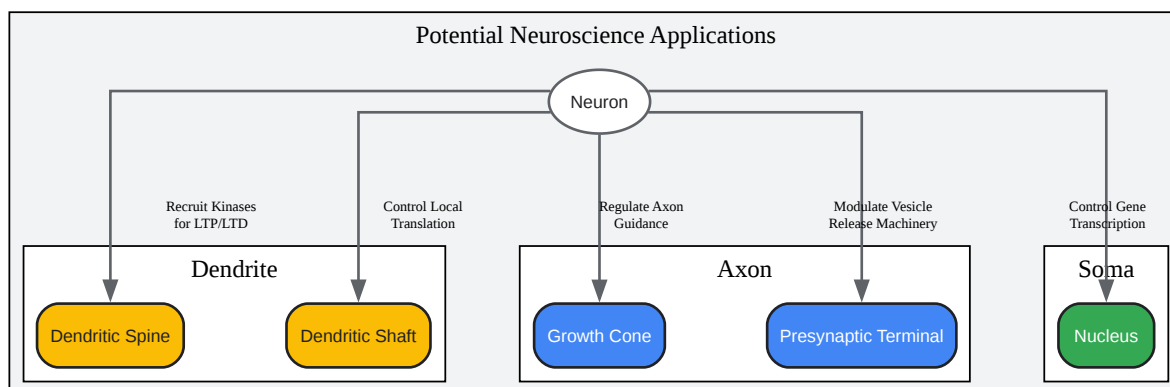 Potential Neuroscience Applications
Neuron
Recruit Kinases
for LTP/LTD
Control Local
Translation
Regulate Axon
Guidance
Modulate Vesicle
Release Machinery
Control Gene
Transcription
Dendrite
Axon
Soma
Dendritic Spine
Dendritic Shaft
Growth Cone
Presynaptic Terminal
Nucleus